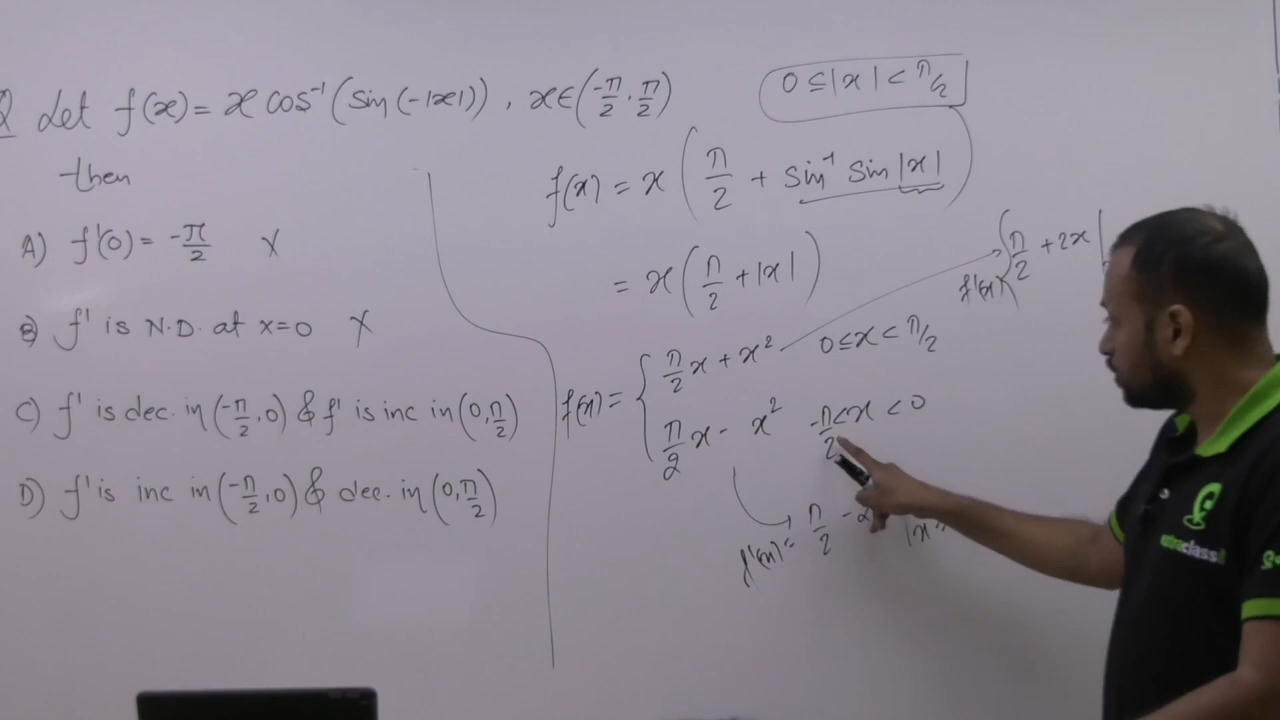 Q Let f(x) = x cos⁻¹(sin(-|x|)), x∈(-π/2, π/2)
then
A) f'(0) = -π/2 X
B) f' is N.D. at x=0 X
C) f' is dec. in (-π/2, 0) & f' is inc in (0, π/2)
D) f' is inc in (-π/2, 0) & dec. in (0, π/2)
0 ≤ |x| < π/2
f(x) = x (π/2 + sin⁻¹ sin |x|)
= x (π/2 + |x|)
f'(x) (π/2 + 2x
f(x) = { π/2 x + x² 0 ≤ x < π/2
π/2 x - x² -π/2 < x < 0
f'(x) = π/2 -
extraclass